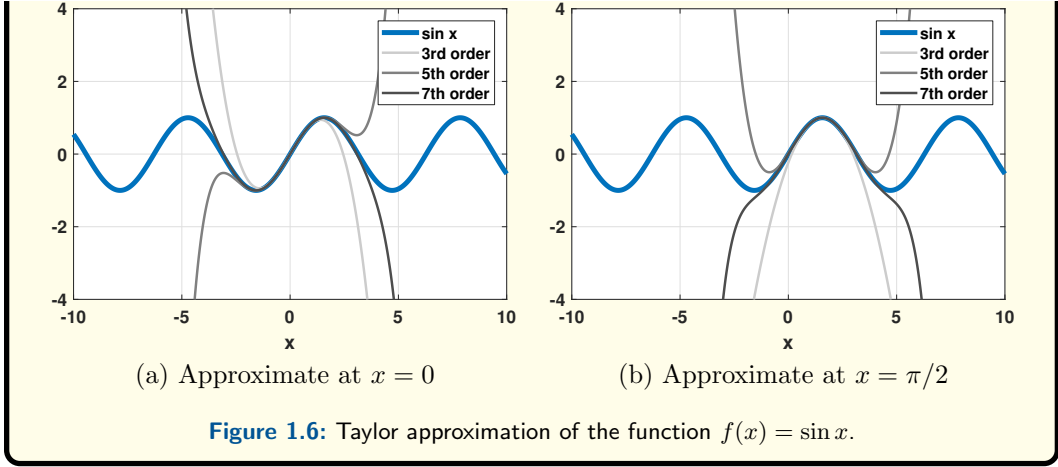 4
2
0
-2
-4
-10 -5 0 5 10
x
sin x
3rd order
5th order
7th order
(a) Approximate at x = 0
4
2
0
-2
-4
-10 -5 0 5 10
x
sin x
3rd order
5th order
7th order
(b) Approximate at x = π/2
Figure 1.6: Taylor approximation of the function f(x) = sin x.